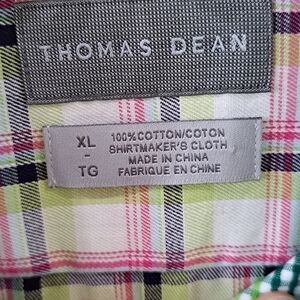 THOMAS DEAN
XL
-
TG
100%COTTON/COTON
SHIRTMAKER'S CLOTH
MADE IN CHINA
FABRIQUE EN CHINE